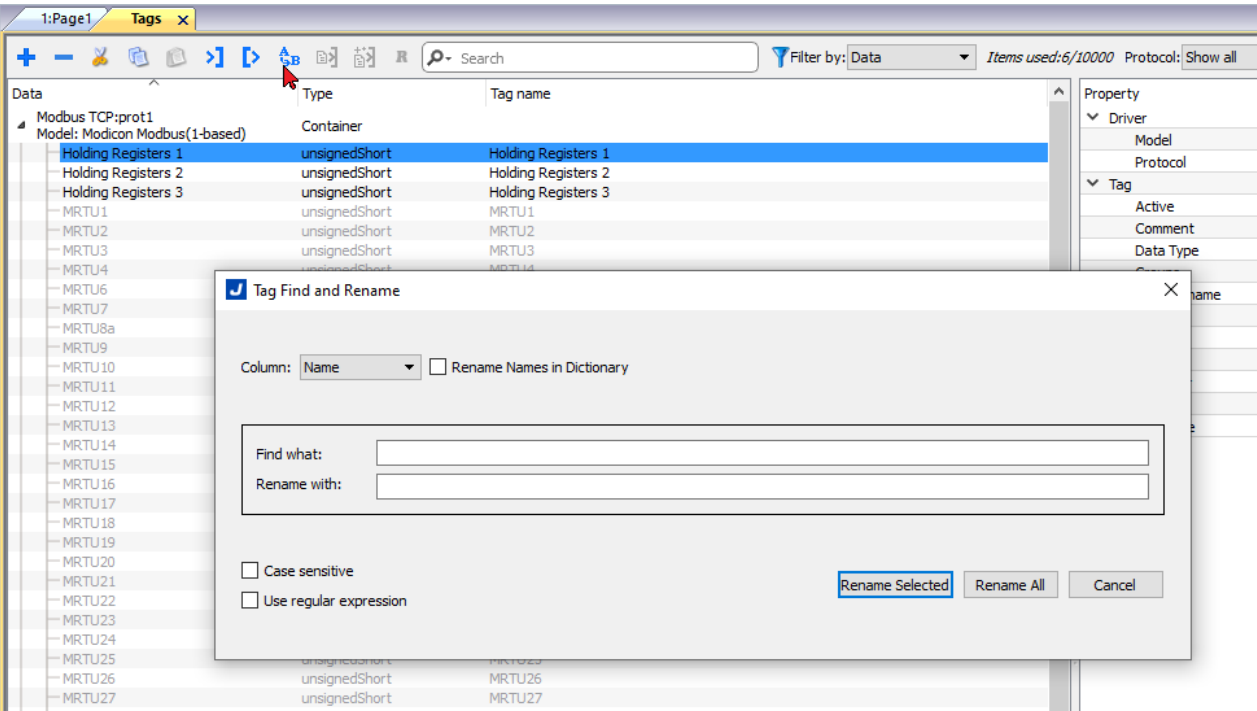 1:Page1 Tags X
A B R Search Filter by: Data Items used:6/10000 Protocol: Show all
Data Type Tag name Property
Modbus TCP:prot1 Driver
Model: Modicon Modbus(1-based) Container Model
Holding Registers 1 unsignedShort Holding Registers 1
Protocol
Holding Registers 2 unsignedShort Holding Registers 2
Tag
Holding Registers 3 unsignedShort Holding Registers 3
MRTU1 unsignedShort MRTU1 Active
MRTU2 unsignedShort MRTU2 Comment
MRTU3 unsignedShort MRTU3 Data Type
MRTU4 unsignedShort MRTU4 Groups
MRTU6
J Tag Find and Rename
name
MRTU7
MRTU8a
MRTU9
MRTU10
Column: Name Rename Names in Dictionary
MRTU11
MRTU12
MRTU13
MRTU14
Find what:
MRTU15
MRTU16
Rename with:
MRTU17
MRTU18
MRTU19
MRTU20
Case sensitive
MRTU21
Rename Selected Rename All Cancel
MRTU22
Use regular expression
MRTU23
MRTU24
MRTU25 unsignedShort MRTU25
MRTU26 unsignedShort MRTU26
MRTU27 unsignedShort MRTU27